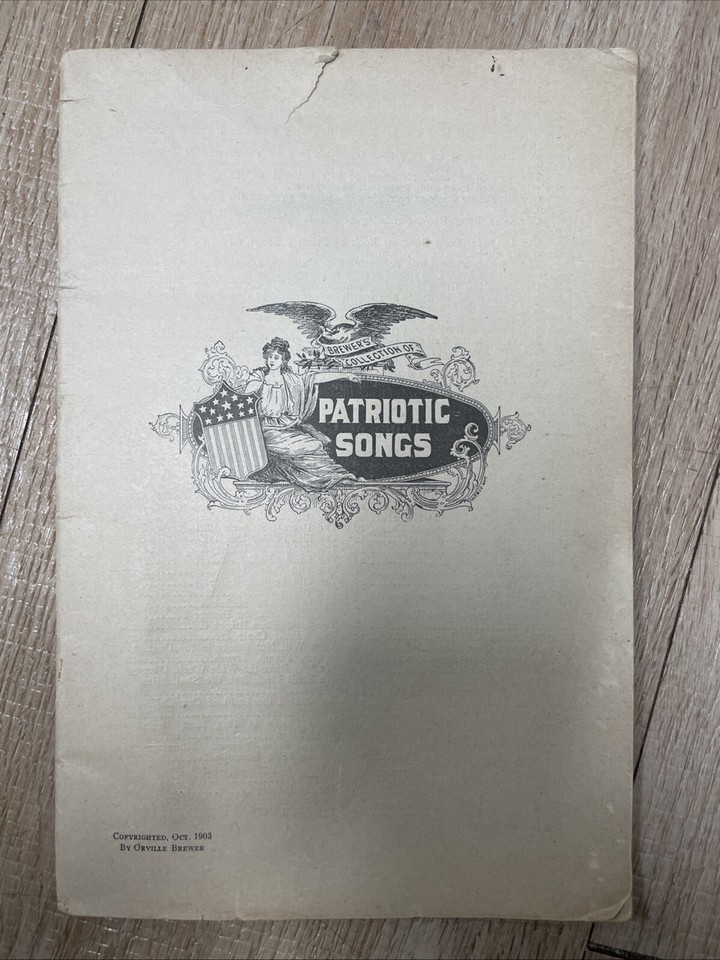 BREWER'S
COLLECTION OF
PATRIOTIC
SONGS
COPYRIGHTED, OCT. 1903
BY ORVILLE BREWER